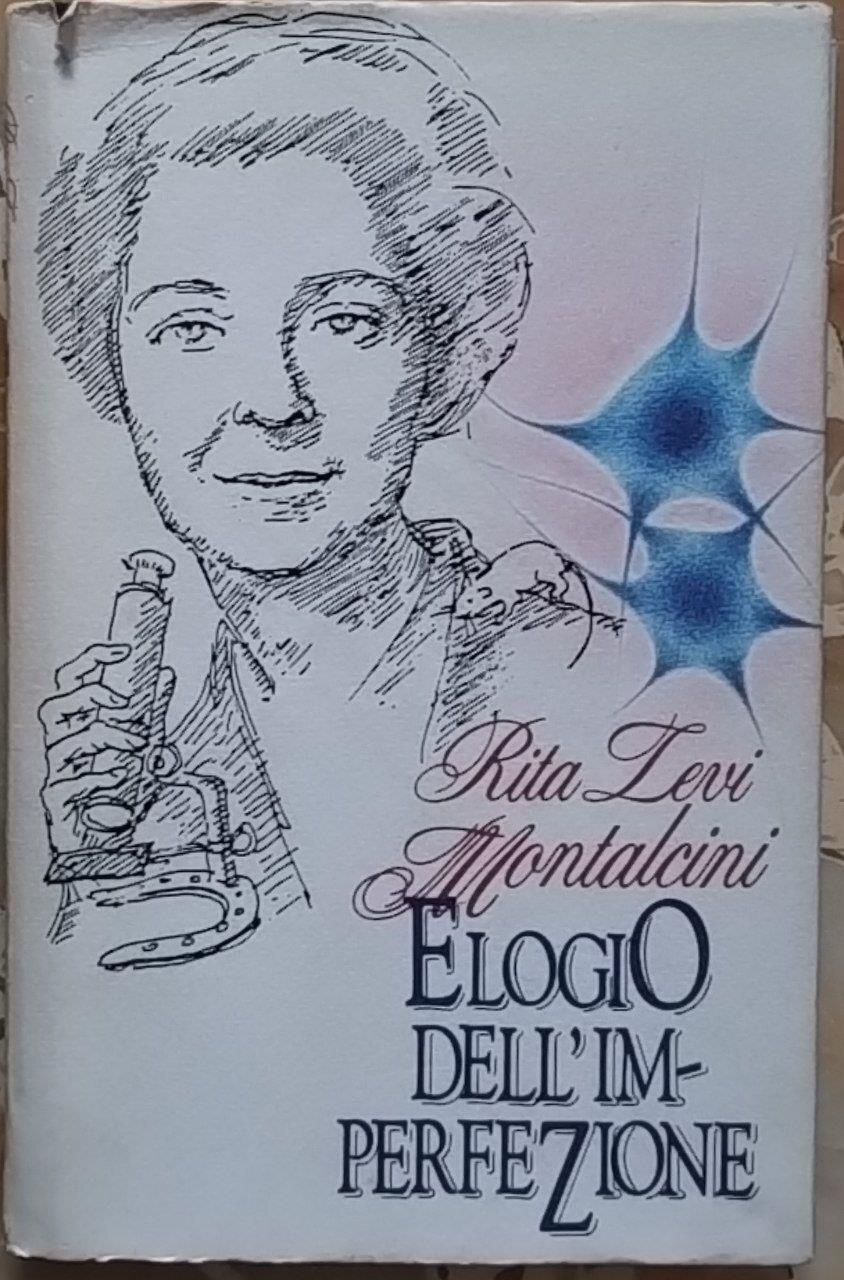 Rita Levi
Montalcini
ELOGIO
DELL'IM-
PERFEZIONE